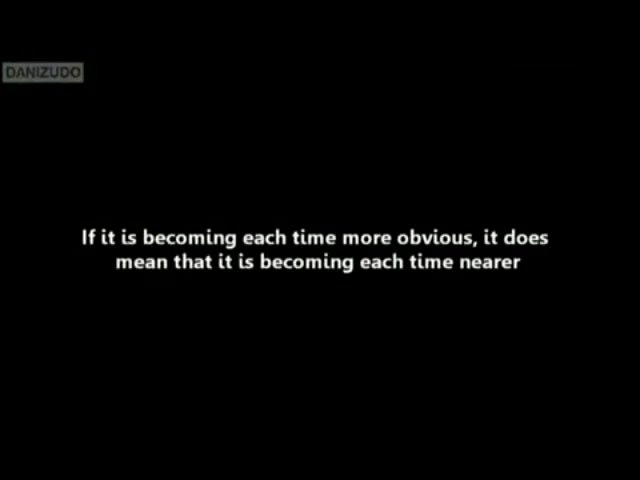 DANIZUDO
If it is becoming each time more obvious, it does
mean that it is becoming each time nearer